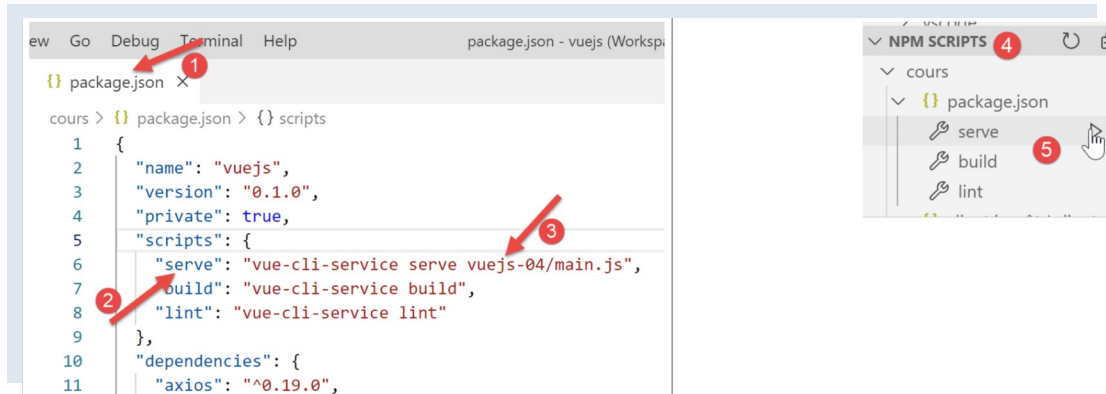 ew Go Debug Terminal Help package.json - vuejs (Workspa
1
{} package.json ×
cours > {} package.json > {} scripts
1 {
2 "name": "vuejs",
3 "version": "0.1.0",
4 "private": true,
5 "scripts": {
3
6 "serve": "vue-cli-service serve vuejs-04/main.js",
7 "build": "vue-cli-service build",
2
8 "lint": "vue-cli-service lint"
9 },
10 "dependencies": {
11 "axios": "^0.19.0",
vscode
NPM SCRIPTS 4
cours
{} package.json
serve
5
build
lint